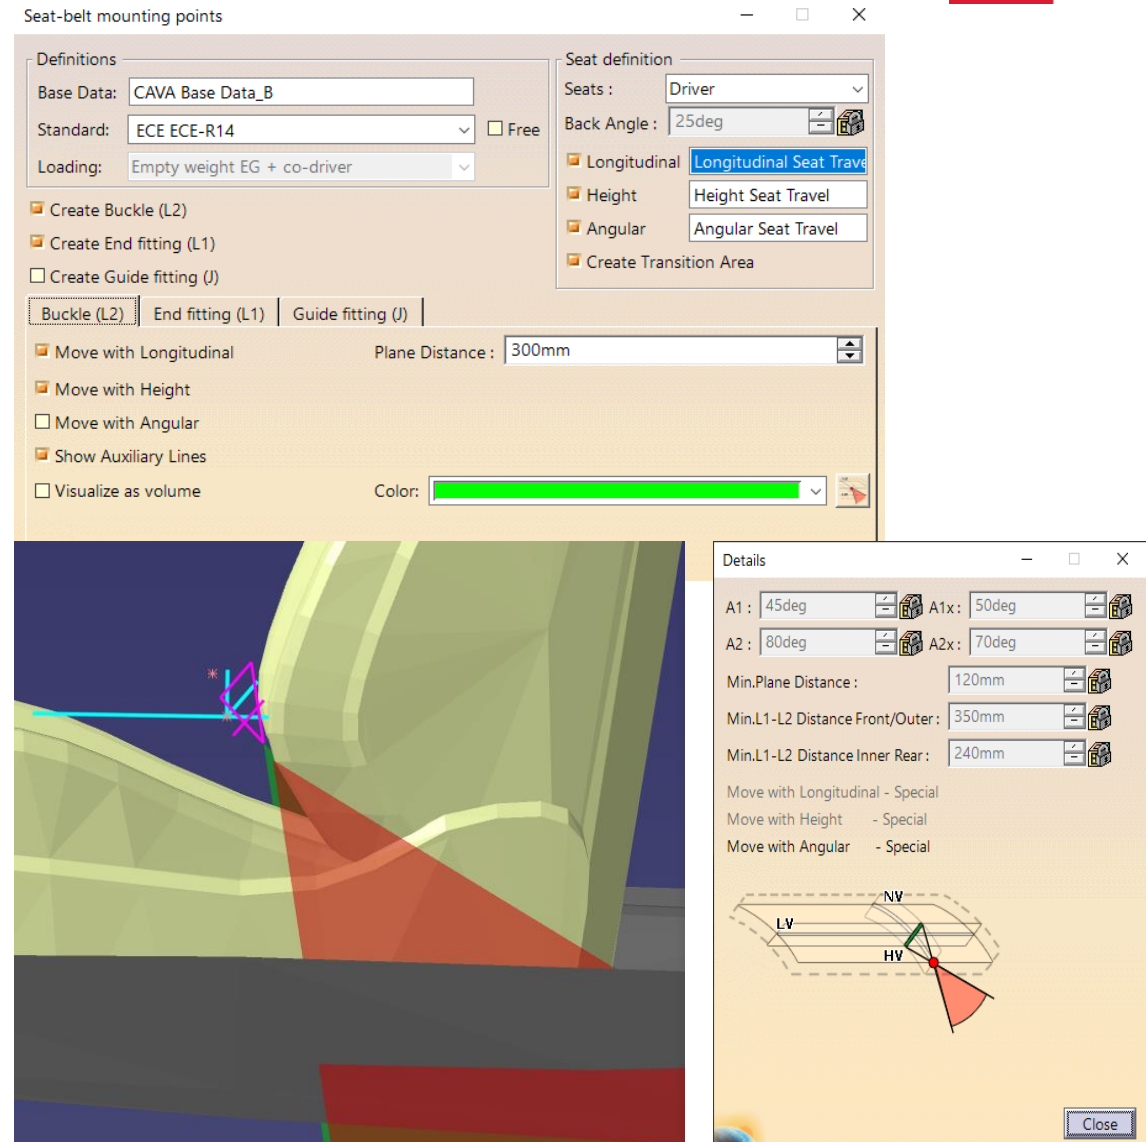 Seat-belt mounting points
Definitions
Base Data: CAVA Base Data_B
Standard: ECE ECE-R14 Free
Loading: Empty weight EG + co-driver
Create Buckle (L2)
Create End fitting (L1)
Create Guide fitting (J)
Seat definition
Seats : Driver
Back Angle : 25deg
Longitudinal Longitudinal Seat Trave
Height Height Seat Travel
Angular Angular Seat Travel
Create Transition Area
Buckle (L2) End fitting (L1) Guide fitting (J)
Move with Longitudinal Plane Distance : 300mm
Move with Height
Move with Angular
Show Auxiliary Lines
Visualize as volume Color:
Details
A1 : 45deg A1x : 50deg
A2 : 80deg A2x : 70deg
Min.Plane Distance : 120mm
Min.L1-L2 Distance Front/Outer : 350mm
Min.L1-L2 Distance Inner Rear : 240mm
Move with Longitudinal - Special
Move with Height - Special
Move with Angular - Special
NV
LV
HV
Close